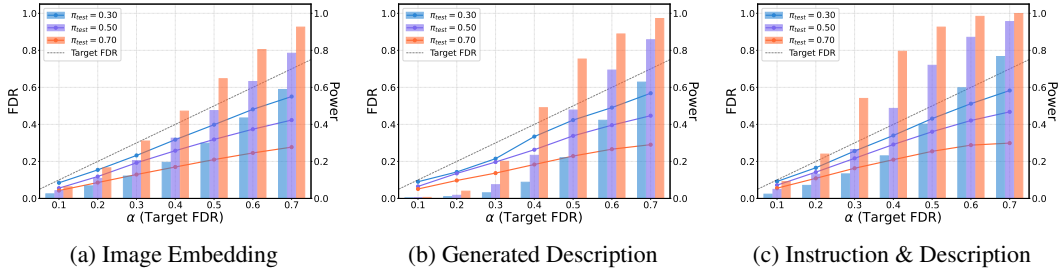 1.0
0.8
0.6
0.4
0.2
0.0
FDR
π_test = 0.30
π_test = 0.50
π_test = 0.70
Target FDR
1.0
0.8
0.6
0.4
0.2
0.0
Power
0.1 0.2 0.3 0.4 0.5 0.6 0.7
α (Target FDR)
(a) Image Embedding
1.0
0.8
0.6
0.4
0.2
0.0
FDR
π_test = 0.30
π_test = 0.50
π_test = 0.70
Target FDR
1.0
0.8
0.6
0.4
0.2
0.0
Power
0.1 0.2 0.3 0.4 0.5 0.6 0.7
α (Target FDR)
(b) Generated Description
1.0
0.8
0.6
0.4
0.2
0.0
FDR
π_test = 0.30
π_test = 0.50
π_test = 0.70
Target FDR
1.0
0.8
0.6
0.4
0.2
0.0
Power
0.1 0.2 0.3 0.4 0.5 0.6 0.7
α (Target FDR)
(c) Instruction & Description